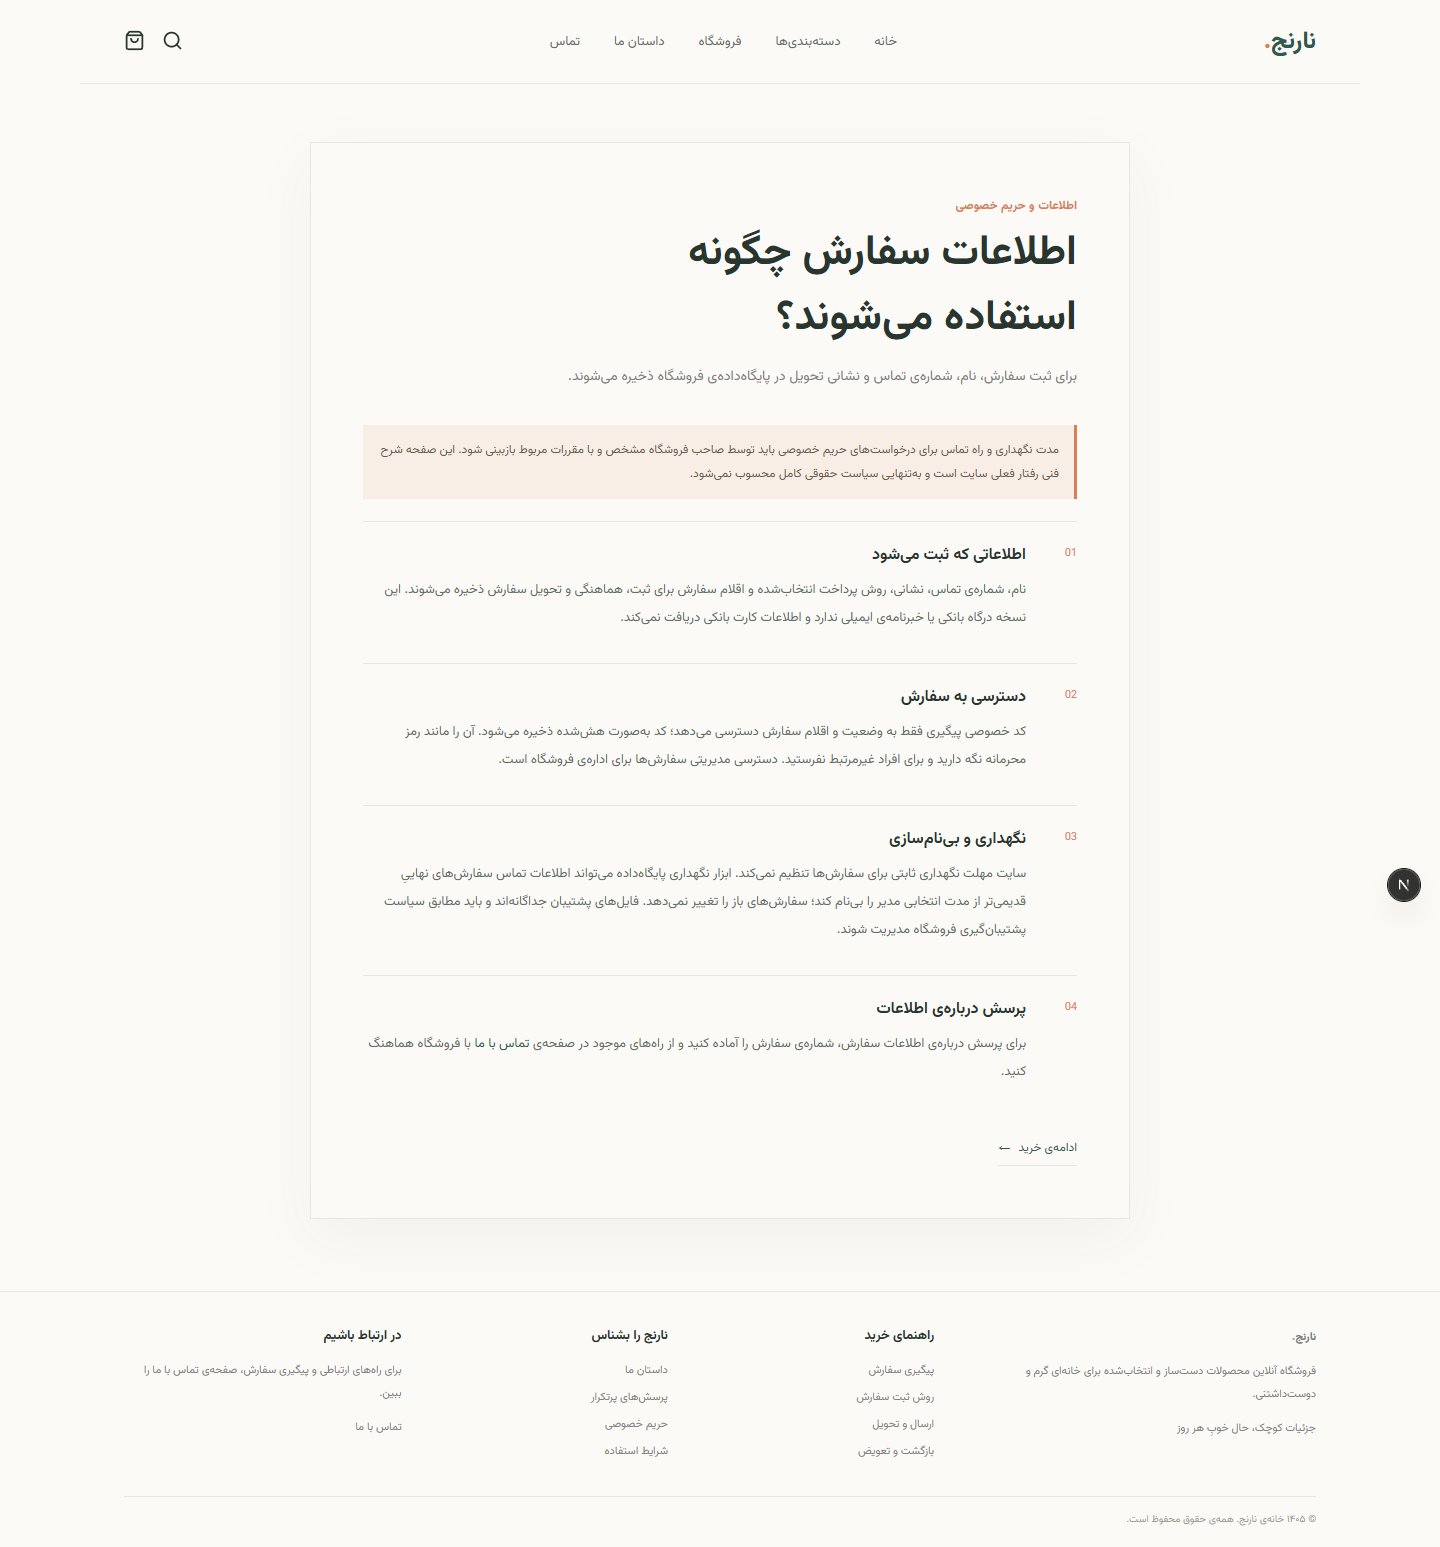 نارنج.
خانه
دسته‌بندی‌ها
فروشگاه
داستان ما
تماس
اطلاعات و حریم خصوصی
اطلاعات سفارش چگونه
استفاده می‌شوند؟
برای ثبت سفارش، نام، شماره‌ی تماس و نشانی تحویل در پایگاه‌داده‌ی فروشگاه ذخیره می‌شوند.
مدت نگهداری و راه تماس برای درخواست‌های حریم خصوصی باید توسط صاحب فروشگاه مشخص و با مقررات مربوط بازبینی شود. این صفحه شرح
فنی رفتار فعلی سایت است و به‌تنهایی سیاست حقوقی کامل محسوب نمی‌شود.
01
اطلاعاتی که ثبت می‌شود
نام، شماره‌ی تماس، نشانی، روش پرداخت انتخاب‌شده و اقلام سفارش برای ثبت، هماهنگی و تحویل سفارش ذخیره می‌شوند. این
نسخه درگاه بانکی یا خبرنامه‌ی ایمیلی ندارد و اطلاعات کارت بانکی دریافت نمی‌کند.
02
دسترسی به سفارش
کد خصوصی پیگیری فقط به وضعیت و اقلام سفارش دسترسی می‌دهد؛ کد به‌صورت هش‌شده ذخیره می‌شود. آن را مانند رمز
محرمانه نگه دارید و برای افراد غیرمرتبط نفرستید. دسترسی مدیریتی سفارش‌ها برای اداره‌ی فروشگاه است.
03
نگهداری و بی‌نام‌سازی
سایت مهلت نگهداری ثابتی برای سفارش‌ها تنظیم نمی‌کند. ابزار نگهداری پایگاه‌داده می‌تواند اطلاعات تماس سفارش‌های نهاییِ
قدیمی‌تر از مدت انتخابی مدیر را بی‌نام کند؛ سفارش‌های باز را تغییر نمی‌دهد. فایل‌های پشتیبان جداگانه‌اند و باید مطابق سیاست
پشتیبان‌گیری فروشگاه مدیریت شوند.
04
پرسش درباره‌ی اطلاعات
برای پرسش درباره‌ی اطلاعات سفارش، شماره‌ی سفارش را آماده کنید و از راه‌های موجود در صفحه‌ی تماس با ما با فروشگاه هماهنگ
کنید.
ادامه‌ی خرید ←
N
نارنج.
فروشگاه آنلاین محصولات دست‌ساز و انتخاب‌شده برای خانه‌ای گرم و
دوست‌داشتنی.
جزئیات کوچک، حال خوبِ هر روز
راهنمای خرید
پیگیری سفارش
روش ثبت سفارش
ارسال و تحویل
بازگشت و تعویض
نارنج را بشناس
داستان ما
پرسش‌های پرتکرار
حریم خصوصی
شرایط استفاده
در ارتباط باشیم
برای راه‌های ارتباطی و پیگیری سفارش، صفحه‌ی تماس با ما را
ببین.
تماس با ما
© ۱۴۰۵ خانه‌ی نارنج. همه‌ی حقوق محفوظ است.